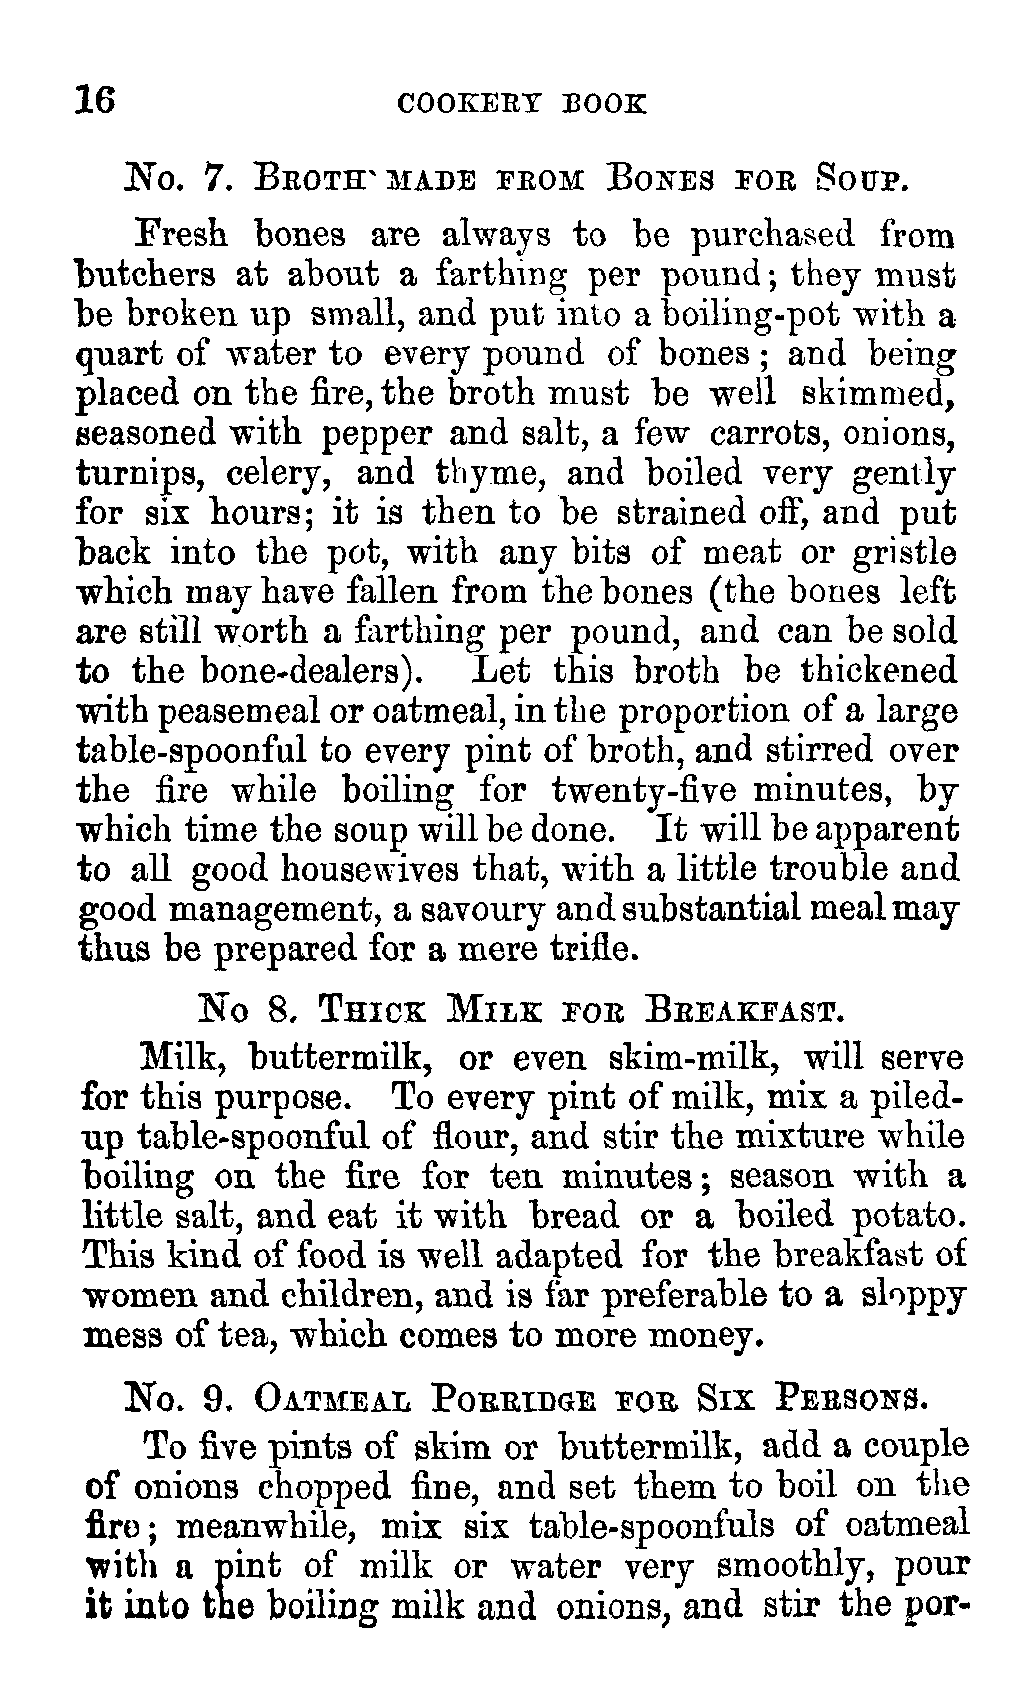 16 COOKERY BOOK
No. 7. Broth made from Bones for Soup.
Fresh bones are always to be purchased from
butchers at about a farthing per pound; they must
be broken up small, and put into a boiling-pot with a
quart of water to every pound of bones; and being
placed on the fire, the broth must be well skimmed,
seasoned with pepper and salt, a few carrots, onions,
turnips, celery, and thyme, and boiled very gently
for six hours; it is then to be strained off, and put
back into the pot, with any bits of meat or gristle
which may have fallen from the bones (the bones left
are still worth a farthing per pound, and can be sold
to the bone-dealers). Let this broth be thickened
with peasemeal or oatmeal, in the proportion of a large
table-spoonful to every pint of broth, and stirred over
the fire while boiling for twenty-five minutes, by
which time the soup will be done. It will be apparent
to all good housewives that, with a little trouble and
good management, a savoury and substantial meal may
thus be prepared for a mere trifle.
No 8. Thick Milk for Breakfast.
Milk, buttermilk, or even skim-milk, will serve
for this purpose. To every pint of milk, mix a piled-
up table-spoonful of flour, and stir the mixture while
boiling on the fire for ten minutes; season with a
little salt, and eat it with bread or a boiled potato.
This kind of food is well adapted for the breakfast of
women and children, and is far preferable to a sloppy
mess of tea, which comes to more money.
No. 9. Oatmeal Porridge for Six Persons.
To five pints of skim or buttermilk, add a couple
of onions chopped fine, and set them to boil on the
fire; meanwhile, mix six table-spoonfuls of oatmeal
with a pint of milk or water very smoothly, pour
it into the boiling milk and onions, and stir the por-